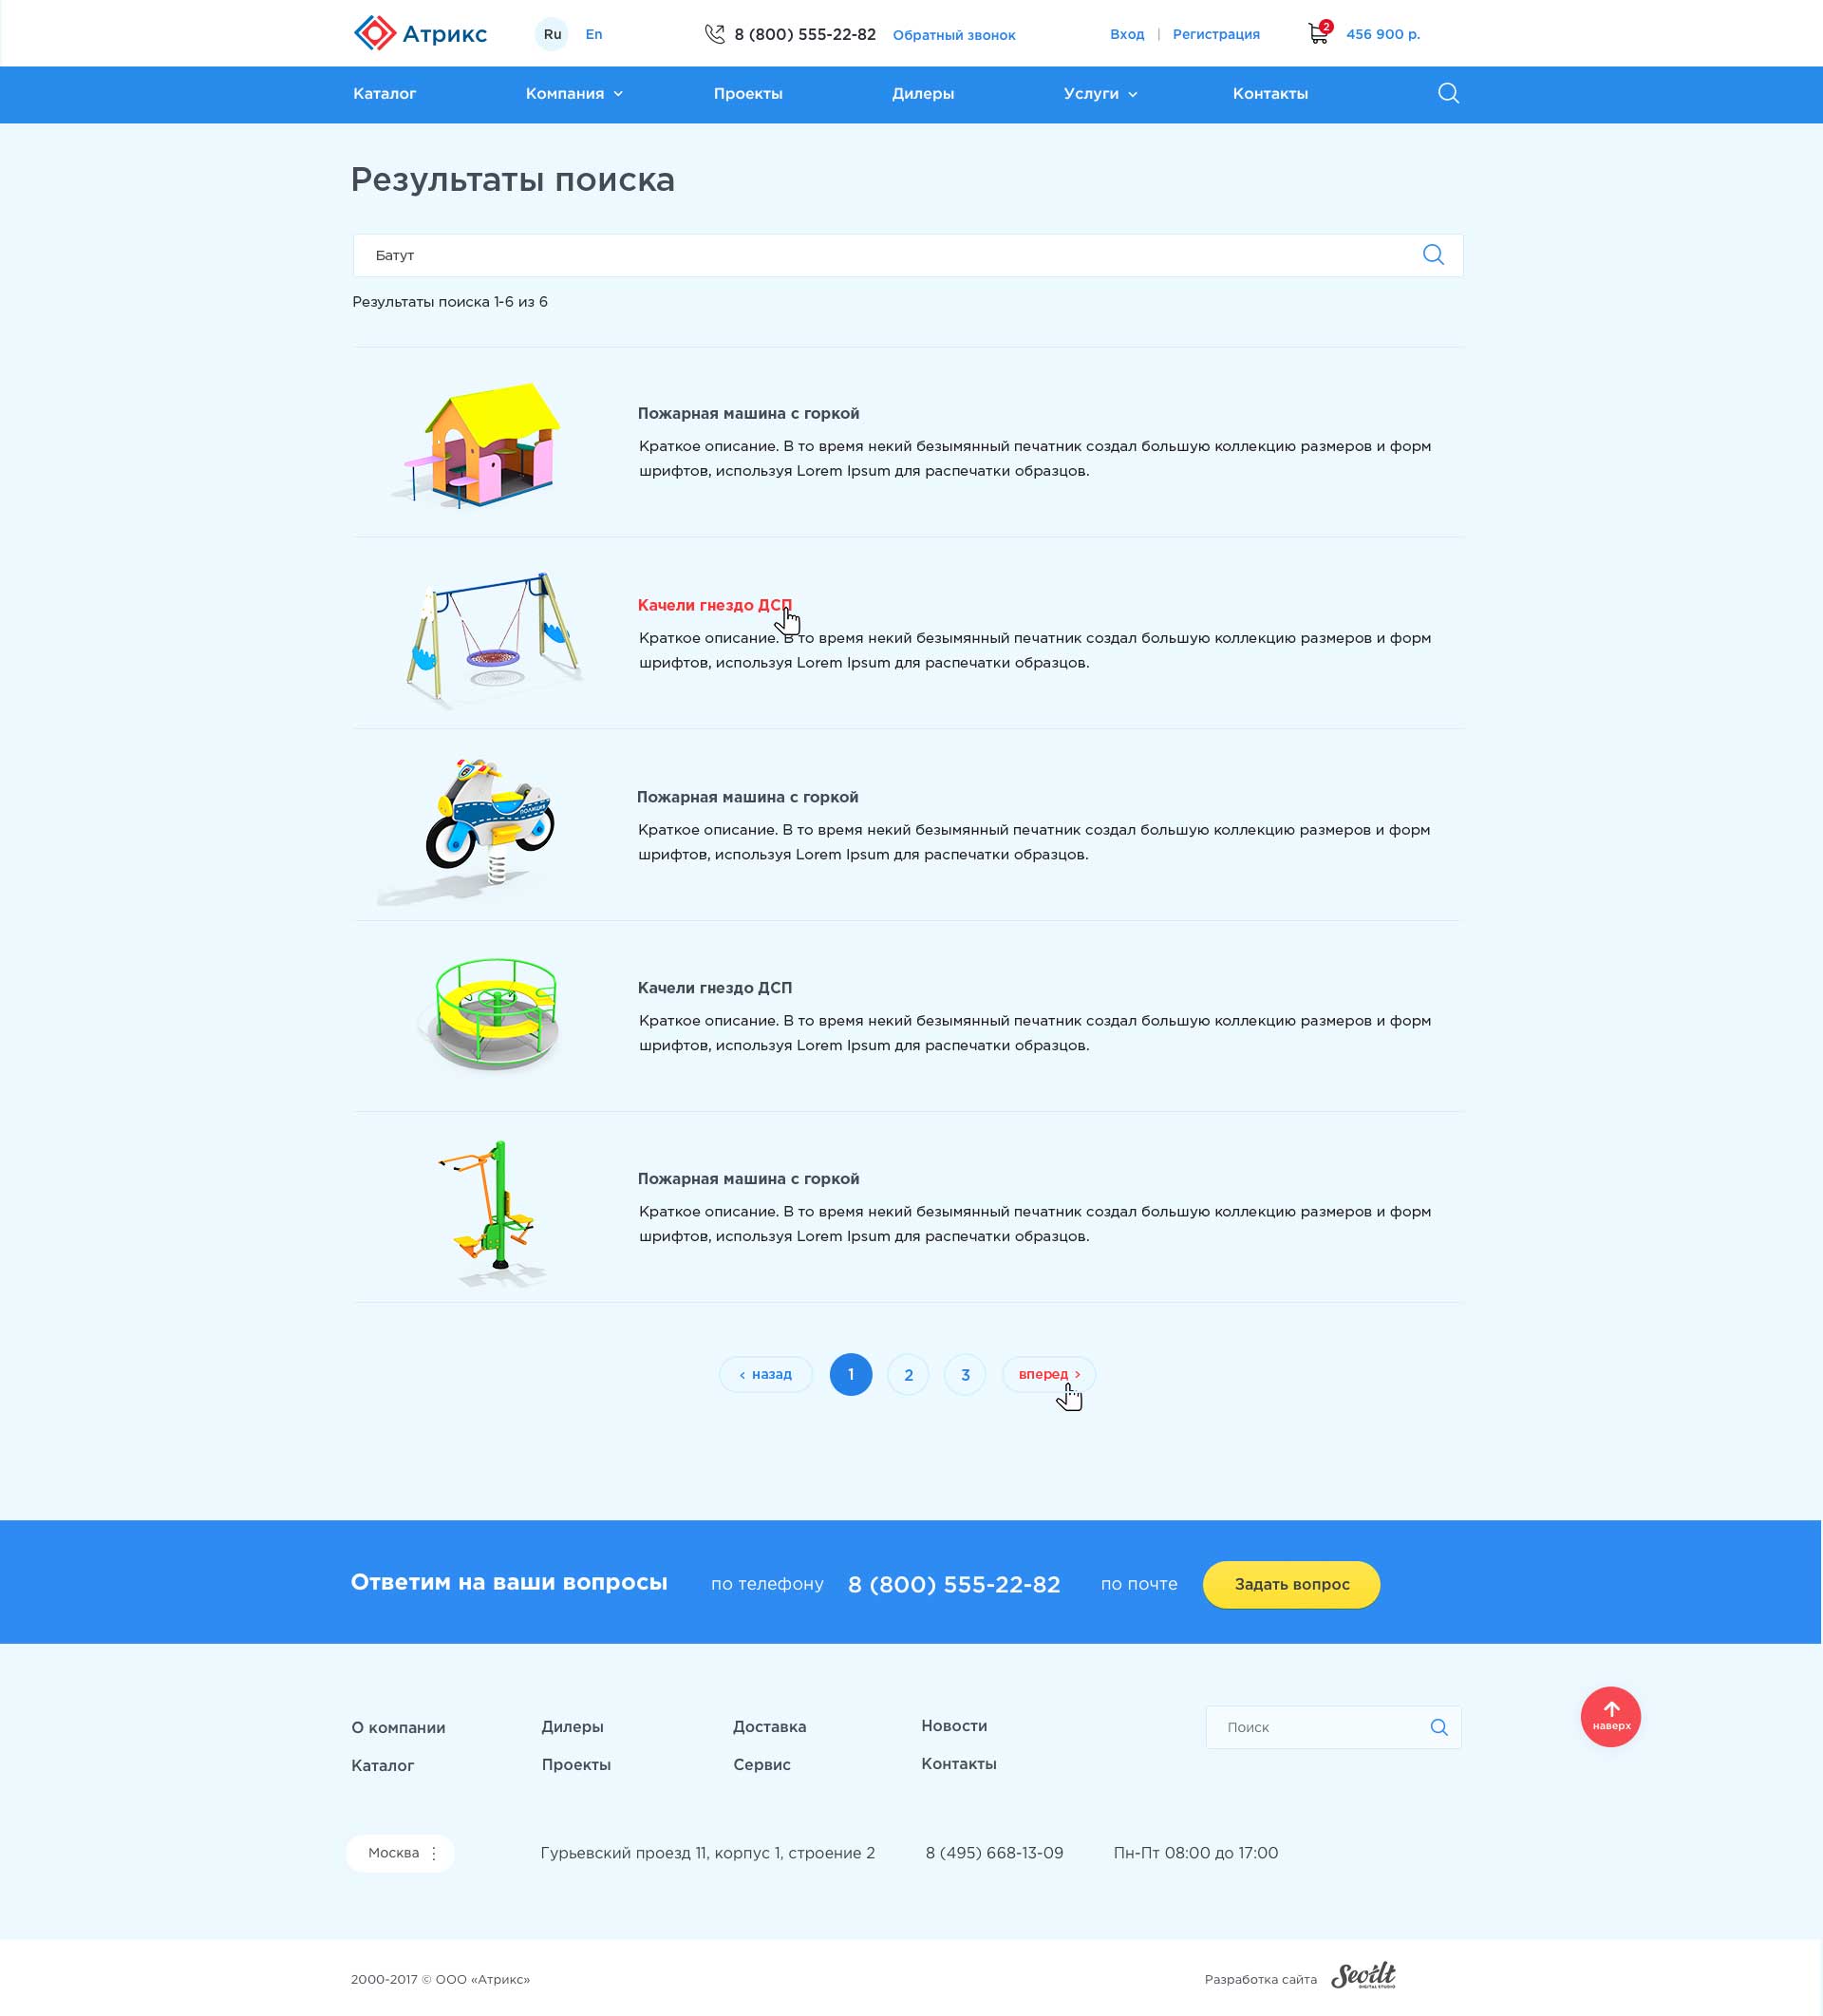 Атрикс
Ru En
8 (800) 555-22-82 Обратный звонок
Вход | Регистрация
2
456 900 р.
Каталог Компания Проекты Дилеры Услуги Контакты
Результаты поиска
Батут
Результаты поиска 1-6 из 6
Пожарная машина с горкой
Краткое описание. В то время некий безымянный печатник создал большую коллекцию размеров и форм
шрифтов, используя Lorem Ipsum для распечатки образцов.
Качели гнездо ДСП
Краткое описание. В то время некий безымянный печатник создал большую коллекцию размеров и форм
шрифтов, используя Lorem Ipsum для распечатки образцов.
ПОЛИЦИЯ
Пожарная машина с горкой
Краткое описание. В то время некий безымянный печатник создал большую коллекцию размеров и форм
шрифтов, используя Lorem Ipsum для распечатки образцов.
Качели гнездо ДСП
Краткое описание. В то время некий безымянный печатник создал большую коллекцию размеров и форм
шрифтов, используя Lorem Ipsum для распечатки образцов.
Пожарная машина с горкой
Краткое описание. В то время некий безымянный печатник создал большую коллекцию размеров и форм
шрифтов, используя Lorem Ipsum для распечатки образцов.
‹ назад 1 2 3 вперед ›
Ответим на ваши вопросы по телефону 8 (800) 555-22-82 по почте Задать вопрос
О компании Дилеры Доставка Новости Поиск
наверх
Каталог Проекты Сервис Контакты
Москва Гурьевский проезд 11, корпус 1, строение 2 8 (495) 668-13-09 Пн-Пт 08:00 до 17:00
2000-2017 © ООО «Атрикс» Разработка сайта Seoilt
DIGITAL STUDIO